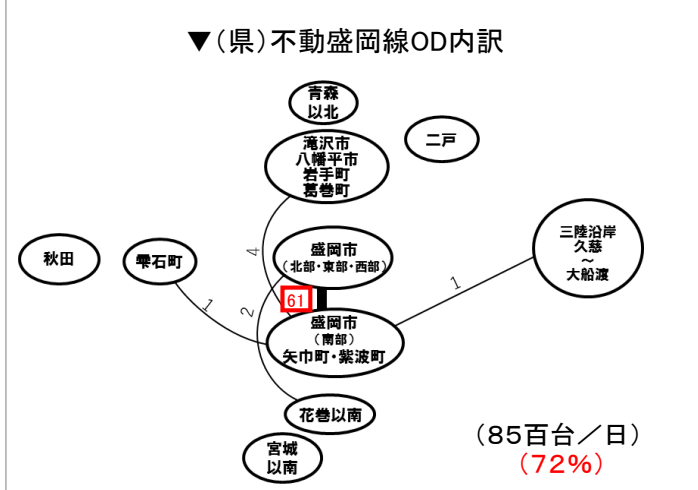 ▼(県)不動盛岡線OD内訳
青森
以北
二戸
滝沢市
八幡平市
岩手町
葛巻町
三陸沿岸
久慈
～
大船渡
秋田
雫石町
盛岡市
(北部・東部・西部)
4
1
1
2
61
盛岡市
(南部)
矢巾町・紫波町
花巻以南
宮城
以南
(85百台／日)
(72%)